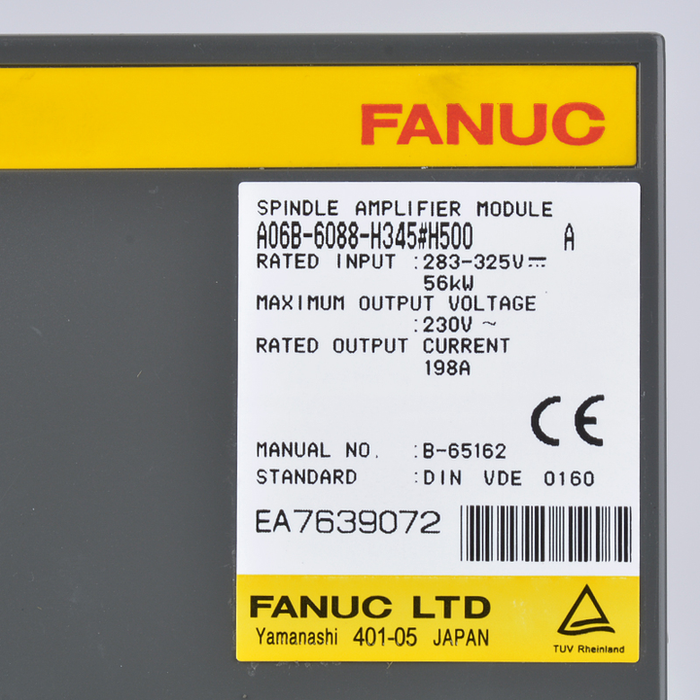 FANUC
SPINDLE AMPLIFIER MODULE
A06B-6088-H345#H500 A
RATED INPUT :283-325V⎓
56kW
MAXIMUM OUTPUT VOLTAGE
:230V ~
RATED OUTPUT CURRENT
198A
CE
MANUAL NO. :B-65162
STANDARD :DIN VDE 0160
EA7639072
FANUC LTD
Yamanashi 401-05 JAPAN
TUV Rheinland